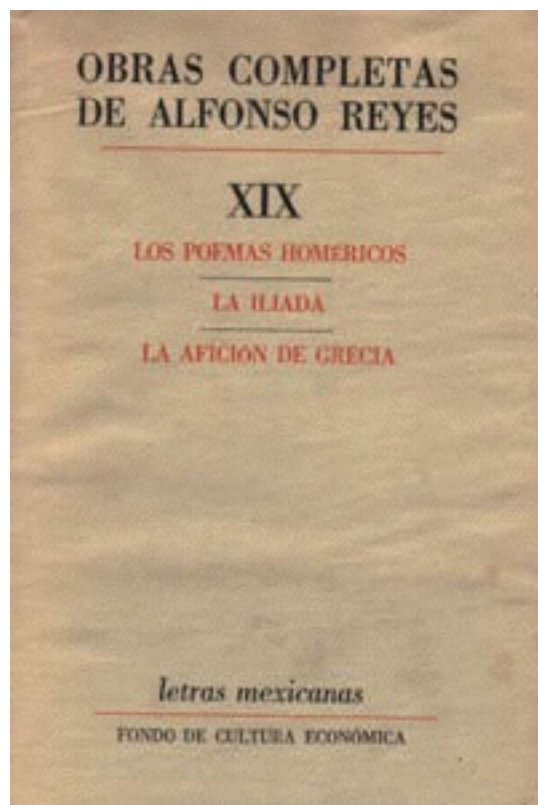 OBRAS COMPLETAS
DE ALFONSO REYES
XIX
LOS POEMAS HOMÉRICOS
LA ILIADA
LA AFICIÓN DE GRECIA
letras mexicanas
FONDO DE CULTURA ECONÓMICA